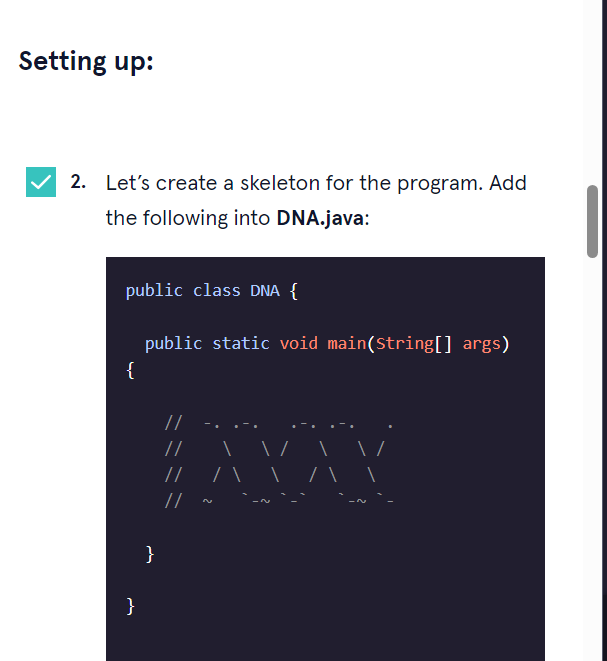 Setting up:
2. Let’s create a skeleton for the program. Add
the following into DNA.java:
public class DNA {
public static void main(String[] args)
{
//  -. .-.   .-. .-.   .
//    \   \ /   \   \ /
//   / \   \   / \   \
//  ~   `-~ `-`   `-~ `-
}
}